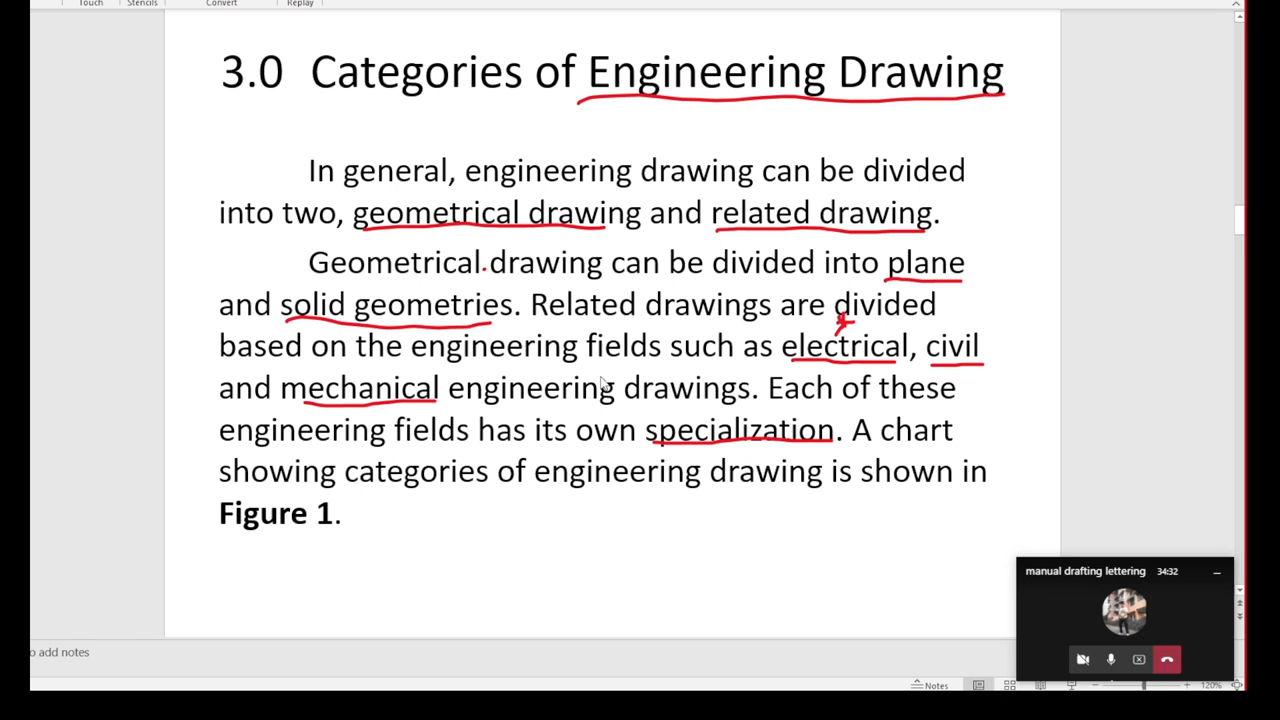 Touch Stencils Convert Replay
3.0 Categories of Engineering Drawing
In general, engineering drawing can be divided
into two, geometrical drawing and related drawing.
Geometrical drawing can be divided into plane
and solid geometries. Related drawings are divided
based on the engineering fields such as electrical, civil
and mechanical engineering drawings. Each of these
engineering fields has its own specialization. A chart
showing categories of engineering drawing is shown in
Figure 1.
manual drafting lettering 34:32
o add notes
Notes 120%